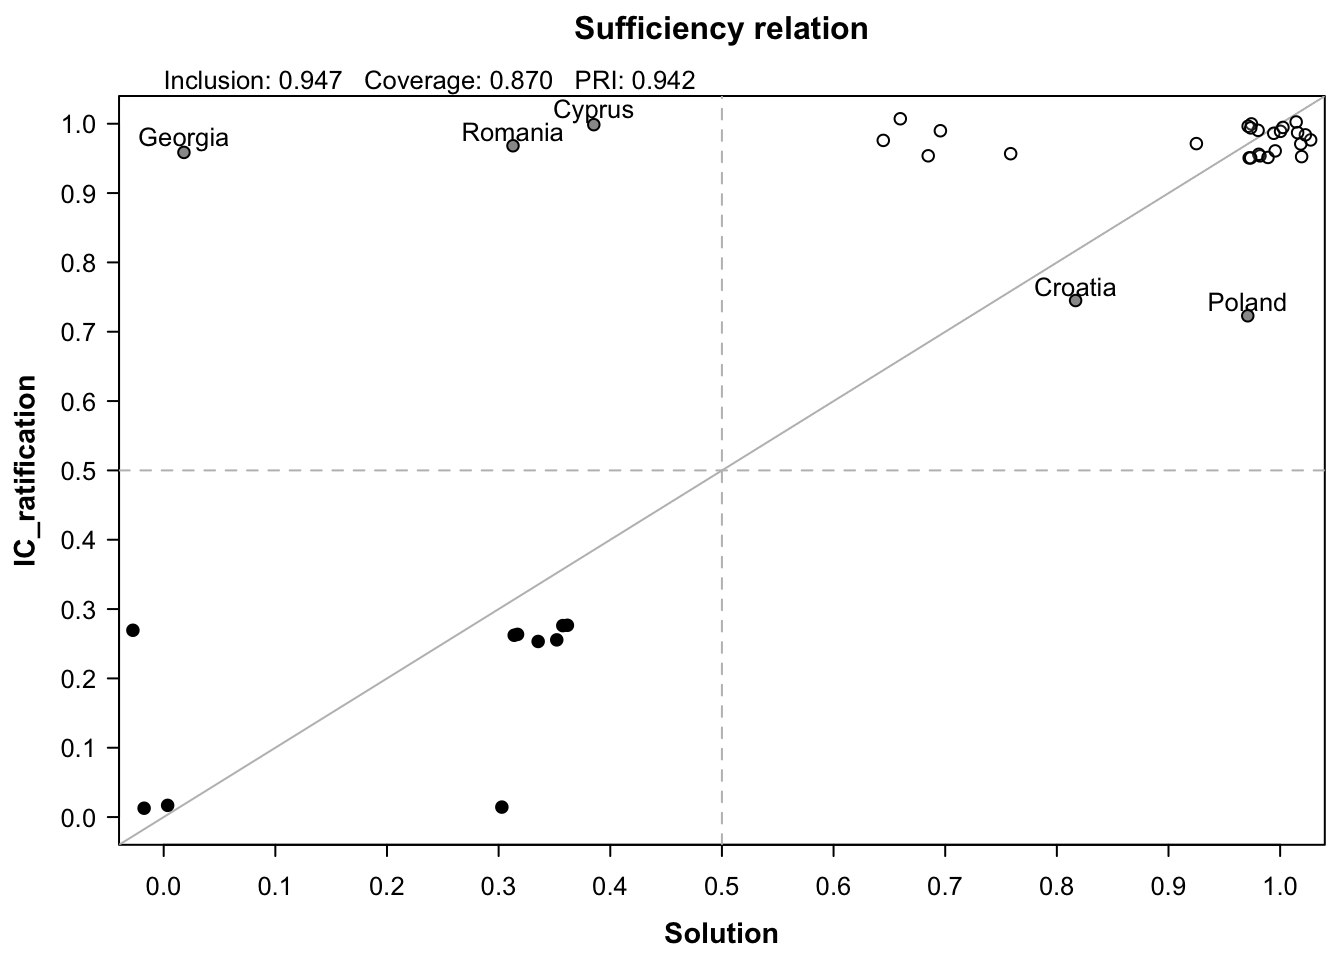 Sufficiency relation
Inclusion: 0.947 Coverage: 0.870 PRI: 0.942
Cyprus
Romania
Georgia
Croatia
Poland
IC_ratification
1.0
0.9
0.8
0.7
0.6
0.5
0.4
0.3
0.2
0.1
0.0
0.0 0.1 0.2 0.3 0.4 0.5 0.6 0.7 0.8 0.9 1.0
Solution